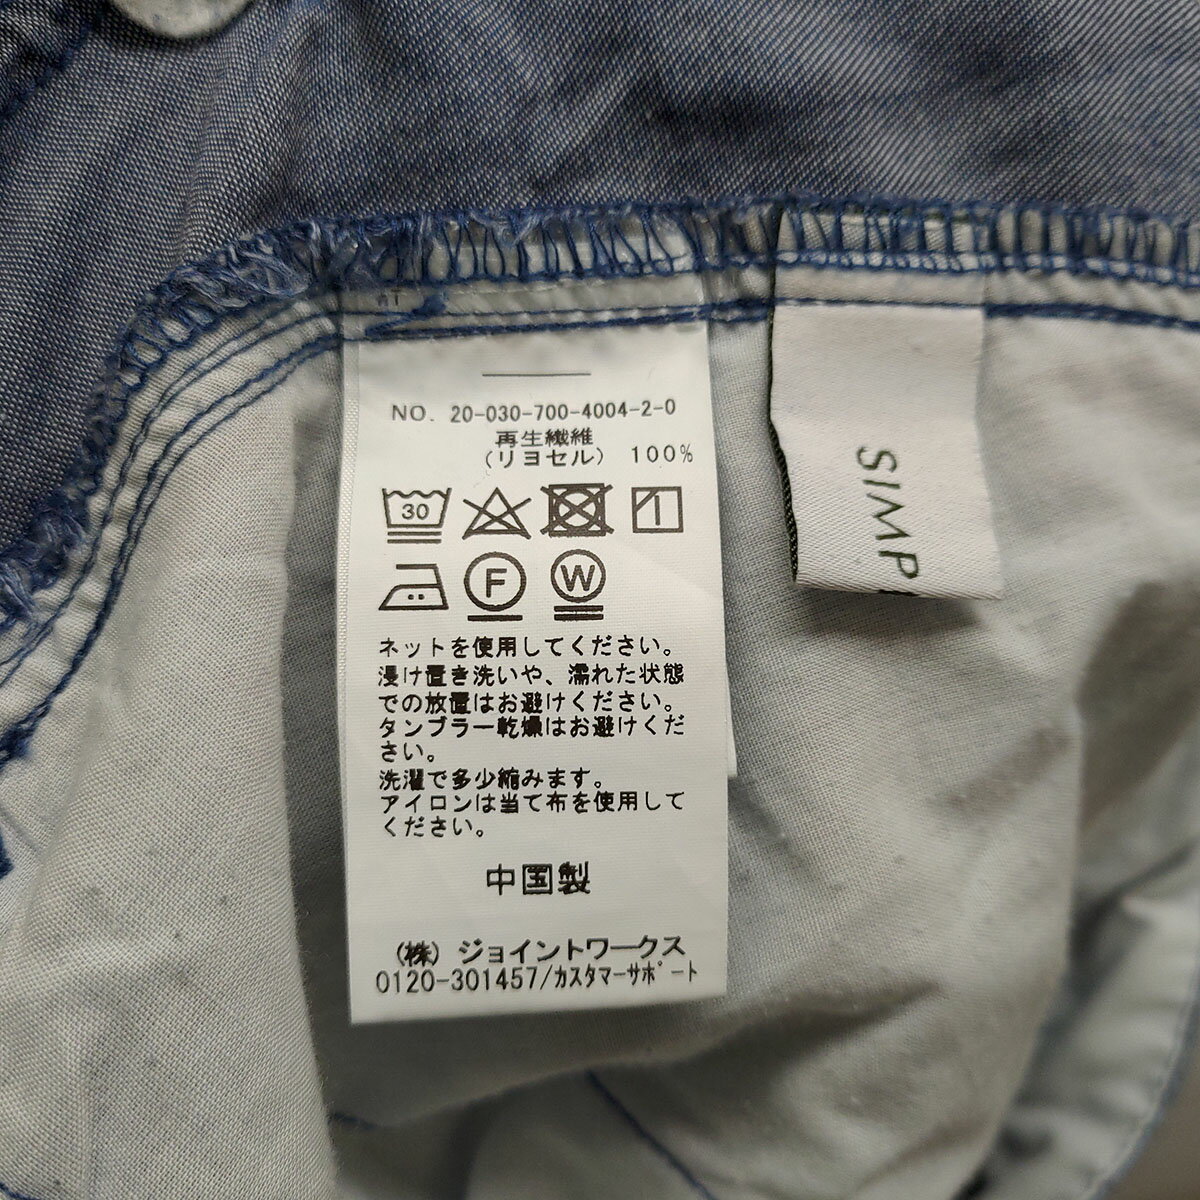 NO. 20-030-700-4004-2-0
再生繊維
(リヨセル) 100%
30
F
W
ネットを使用してください。
浸け置き洗いや、濡れた状態
での放置はお避けください。
タンブラー乾燥はお避けくだ
さい。
洗濯で多少縮みます。
アイロンは当て布を使用して
ください。
中国製
(株) ジョイントワークス
0120-301457/カスタマーサポート
SIMP